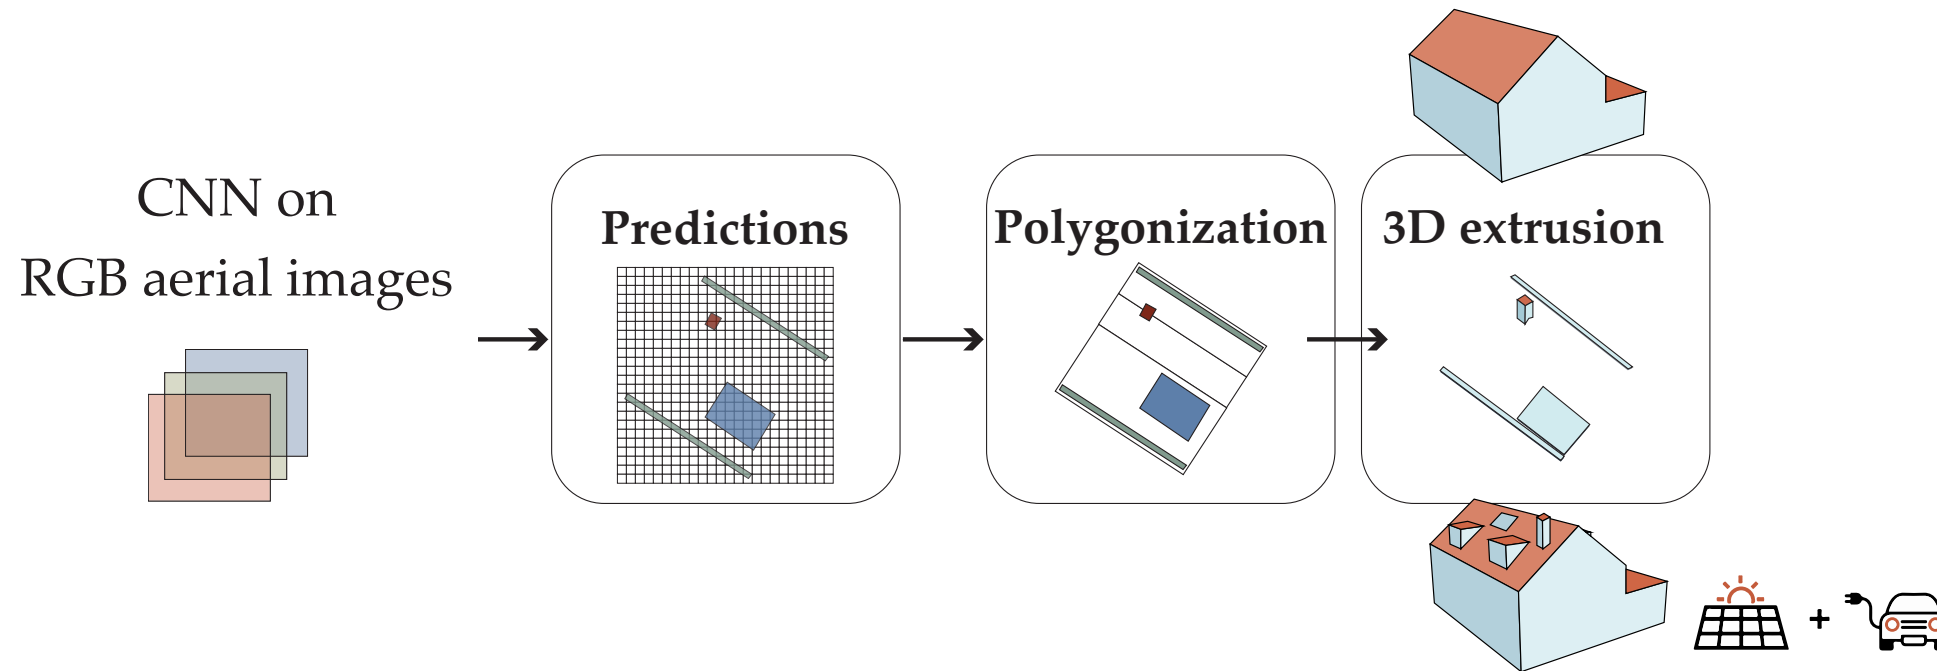 CNN on
RGB aerial images
Predictions
Polygonization
3D extrusion
+